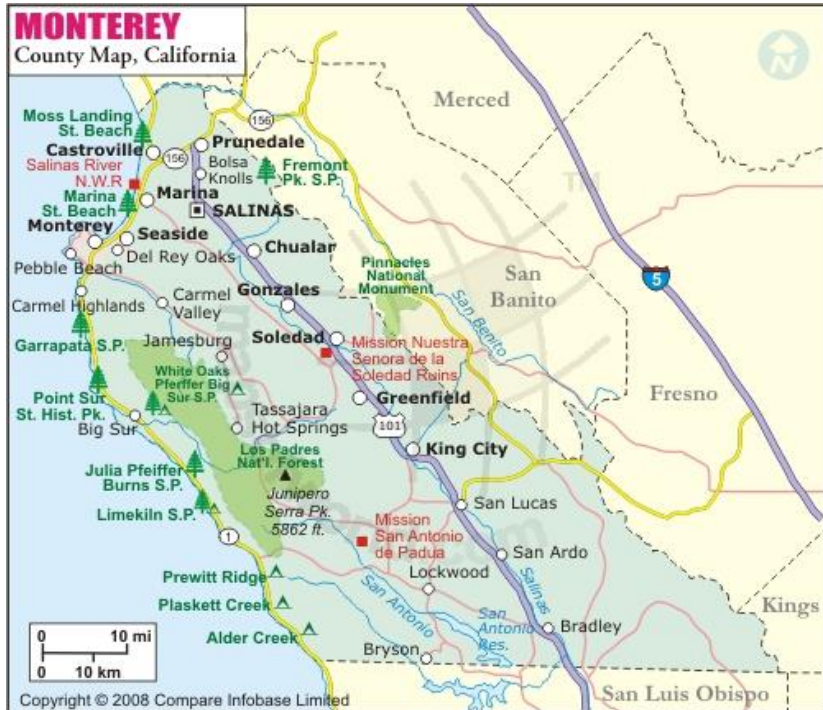 MONTEREY
County Map, California
Merced
N
Moss Landing
St. Beach
Castroville
156
156
Prunedale
Salinas River
N.W.R
Bolsa
Knolls
Fremont
Pk. S.P.
TM
Marina
St. Beach
Marina
SALINAS
Monterey
Seaside
Del Rey Oaks
Chualar
Pebble Beach
Pinnacles
National
Monument
San
Banito
5
Carmel Highlands
Carmel
Valley
Gonzales
San Benito
Garrapata S.P.
Jamesburg
Soledad
Mission Nuestra
Senora de la
Soledad Ruins
White Oaks
Pferffer Big
Sur S.P.
Point Sur
St. Hist. Pk.
Greenfield
Fresno
Big Sur
Tassajara
Hot Springs
101
King City
Los Padres
Nat'l. Forest
Julia Pfeiffer
Burns S.P.
Junipero
Serra Pk.
5862 ft.
Limekiln S.P.
San Lucas
1
Mission
San Antonio
de Padua
San Ardo
Prewitt Ridge
Lockwood
Salinas
Kings
Plaskett Creek
San Antonio
San
Antonio
Res.
Alder Creek
Bradley
0 10 mi
0 10 km
Bryson
San Luis Obispo
Copyright © 2008 Compare Infobase Limited